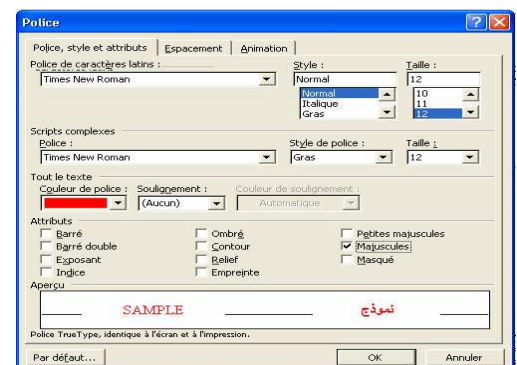 Police
Police, style et attributs Espacement Animation
Police de caractères latins : Style : Taille :
Times New Roman Normal 12
Normal 10
Italique 11
Gras 12
Scripts complexes
Police : Style de police : Taille :
Times New Roman Gras 12
Tout le texte
Couleur de police : Soulignement : Couleur de soulignement :
(Aucun) Automatique
Attributs
Barré Ombré Petites majuscules
Barré double Contour Majuscules
Exposant Relief Masqué
Indice Empreinte
Aperçu
SAMPLE نموذج
Police TrueType, identique à l'écran et à l'impression.
Par défaut... OK Annuler